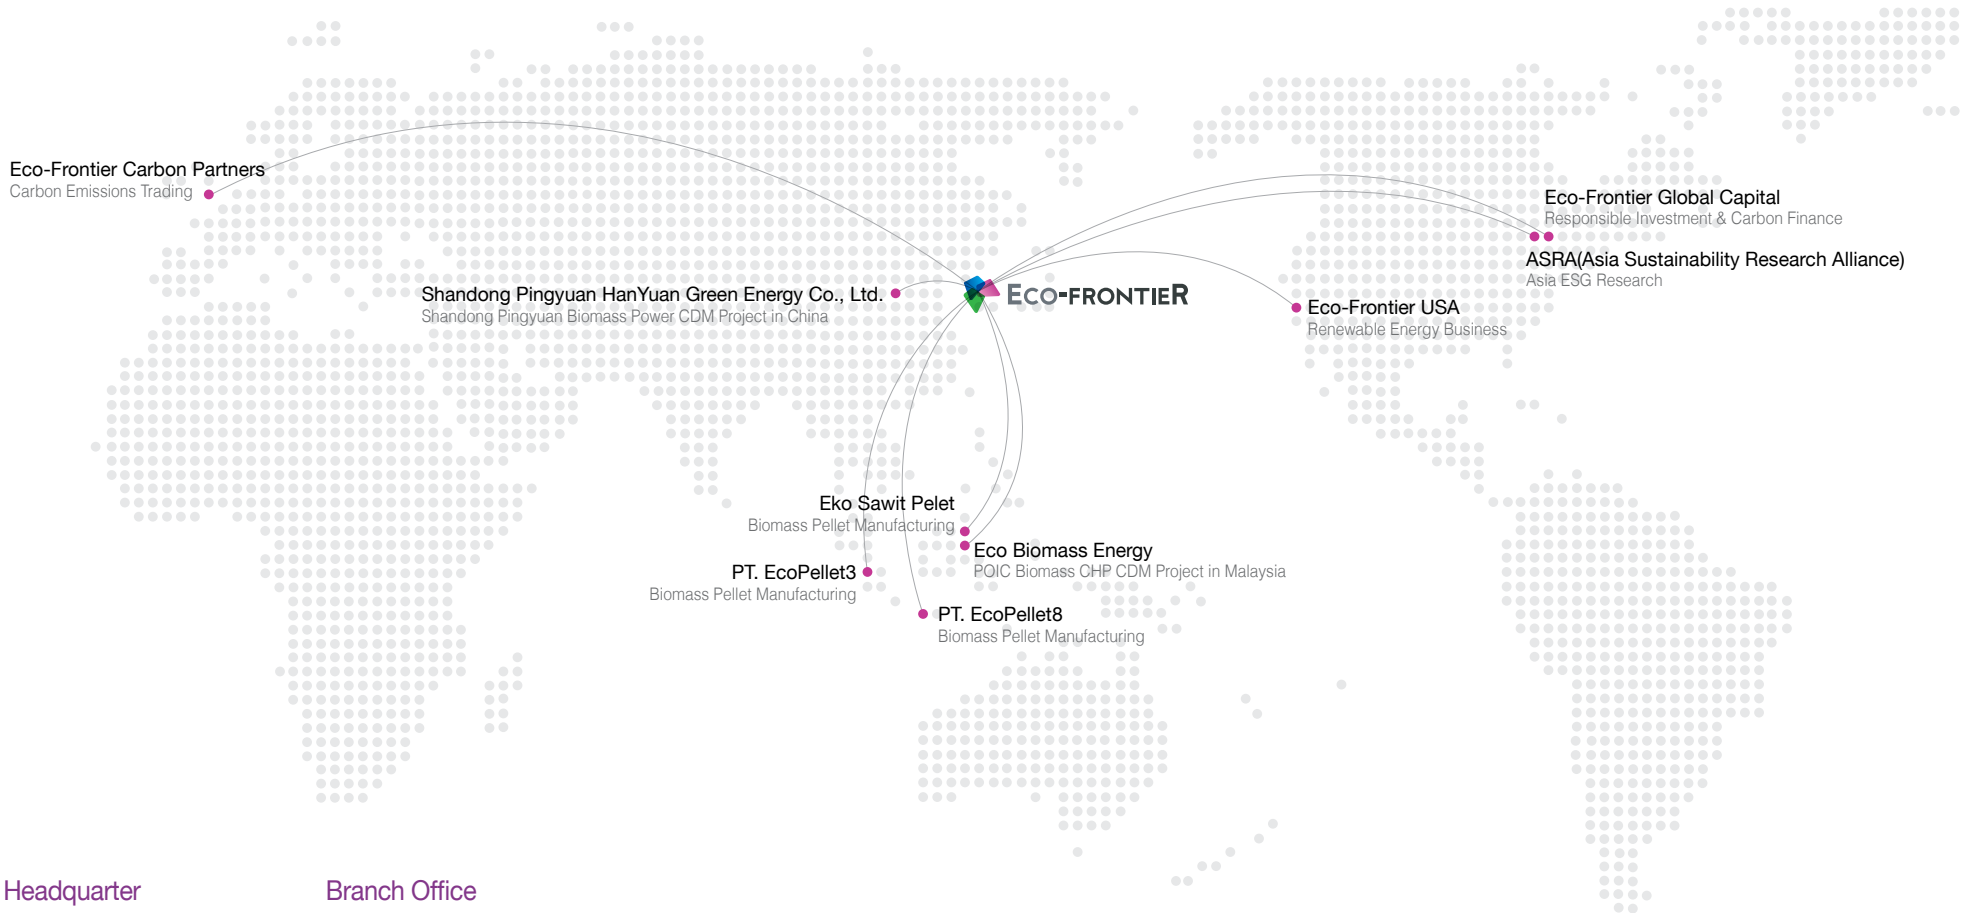 Eco-Frontier Carbon Partners
Carbon Emissions Trading
Eco-Frontier Global Capital
Responsible Investment & Carbon Finance
ASRA(Asia Sustainability Research Alliance)
Asia ESG Research
Shandong Pingyuan HanYuan Green Energy Co., Ltd.
Shandong Pingyuan Biomass Power CDM Project in China
ECO-FRONTIER
Eco-Frontier USA
Renewable Energy Business
Eko Sawit Pelet
Biomass Pellet Manufacturing
Eco Biomass Energy
POIC Biomass CHP CDM Project in Malaysia
PT. EcoPellet3
Biomass Pellet Manufacturing
PT. EcoPellet8
Biomass Pellet Manufacturing
Headquarter
Branch Office